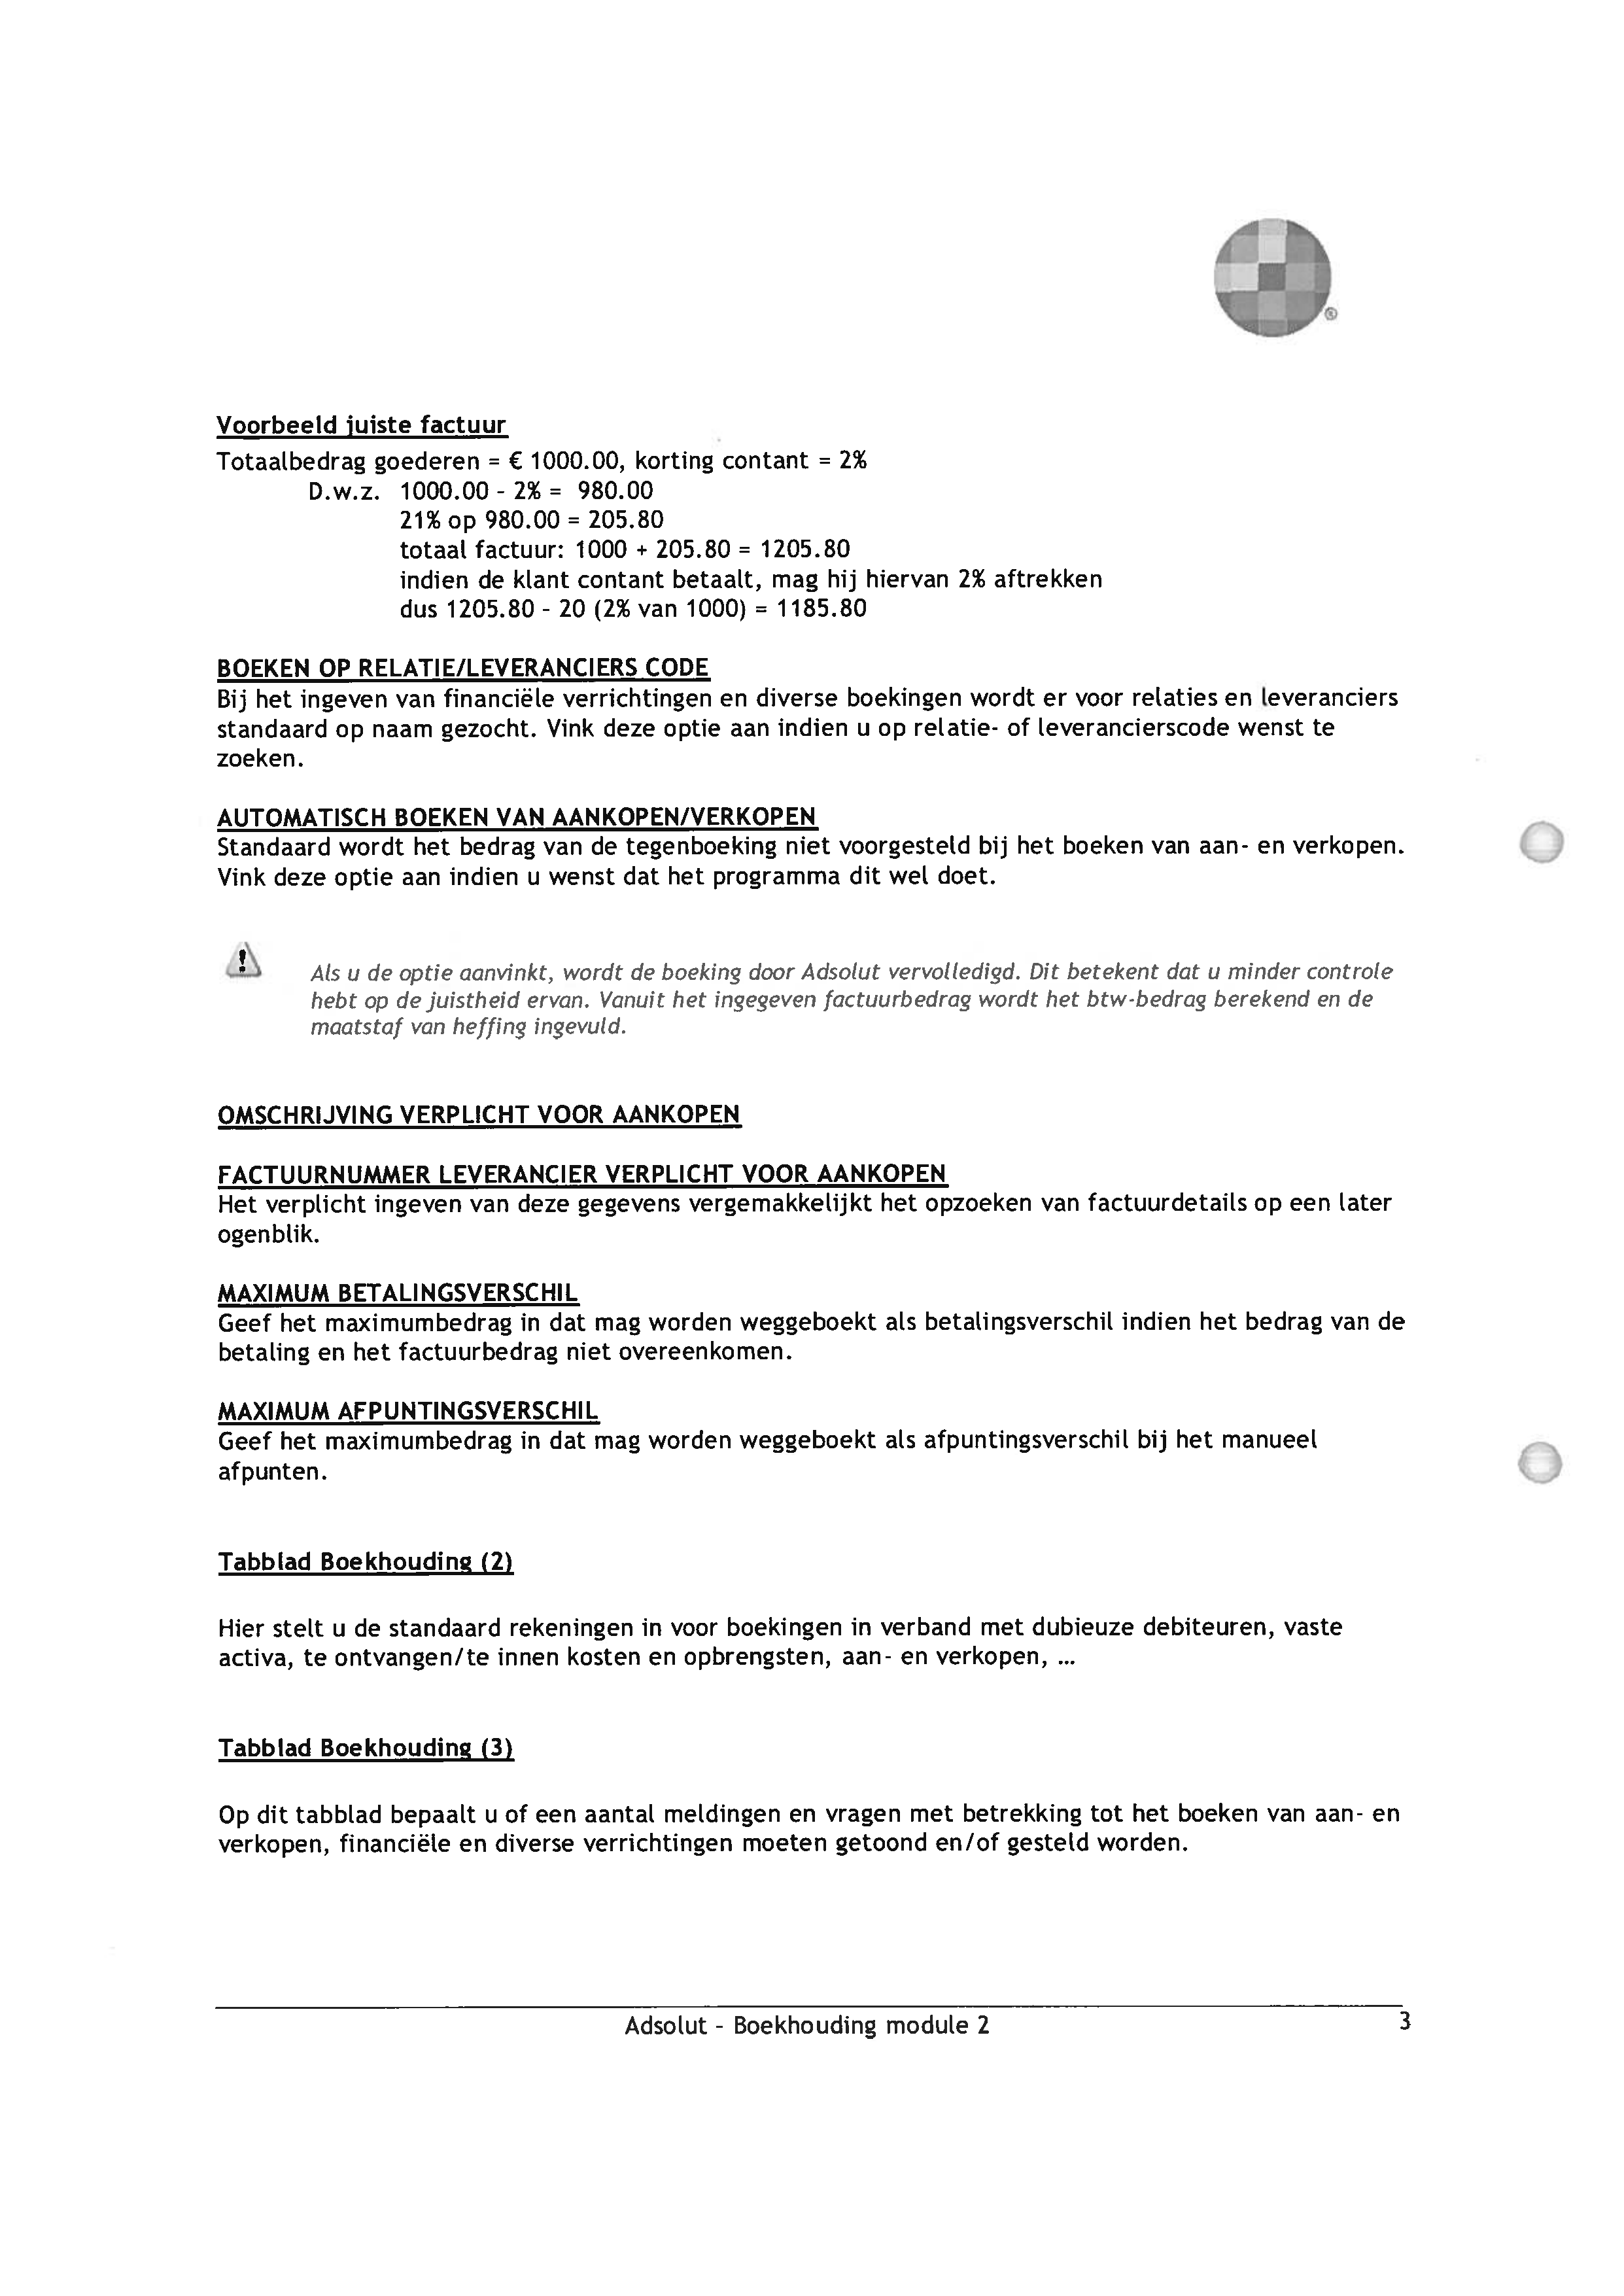 Voorbeeld juiste factuur
Totaalbedrag goederen = € 1000.00, korting contant = 2%
D.w.z. 1000.00 - 2% = 980.00
21% op 980.00 = 205.80
totaal factuur: 1000 + 205.80 = 1205.80
indien de klant contant betaalt, mag hij hiervan 2% aftrekken
dus 1205.80 - 20 (2% van 1000) = 1185.80
BOEKEN OP RELATIE/LEVERANCIERS CODE
Bij het ingeven van financiële verrichtingen en diverse boekingen wordt er voor relaties en leveranciers
standaard op naam gezocht. Vink deze optie aan indien u op relatie- of leverancierscode wenst te
zoeken.
AUTOMATISCH BOEKEN VAN AANKOPEN/VERKOPEN
Standaard wordt het bedrag van de tegenboeking niet voorgesteld bij het boeken van aan- en verkopen.
Vink deze optie aan indien u wenst dat het programma dit wel doet.
Als u de optie aanvinkt, wordt de boeking door Adsolut vervolledigd. Dit betekent dat u minder controle
hebt op de juistheid ervan. Vanuit het ingegeven factuurbedrag wordt het btw-bedrag berekend en de
maatstaf van heffing ingevuld.
OMSCHRIJVING VERPLICHT VOOR AANKOPEN
FACTUURNUMMER LEVERANCIER VERPLICHT VOOR AANKOPEN
Het verplicht ingeven van deze gegevens vergemakkelijkt het opzoeken van factuurdetails op een later
ogenblik.
MAXIMUM BETALINGSVERSCHIL
Geef het maximumbedrag in dat mag worden weggeboekt als betalingsverschil indien het bedrag van de
betaling en het factuurbedrag niet overeenkomen.
MAXIMUM AFPUNTINGSVERSCHIL
Geef het maximumbedrag in dat mag worden weggeboekt als afpuntingsverschil bij het manueel
afpunten.
Tabblad Boekhouding (2)
Hier stelt u de standaard rekeningen in voor boekingen in verband met dubieuze debiteuren, vaste
activa, te ontvangen/te innen kosten en opbrengsten, aan- en verkopen, ...
Tabblad Boekhouding (3)
Op dit tabblad bepaalt u of een aantal meldingen en vragen met betrekking tot het boeken van aan- en
verkopen, financiële en diverse verrichtingen moeten getoond en/of gesteld worden.
Adsolut - Boekhouding module 2 3